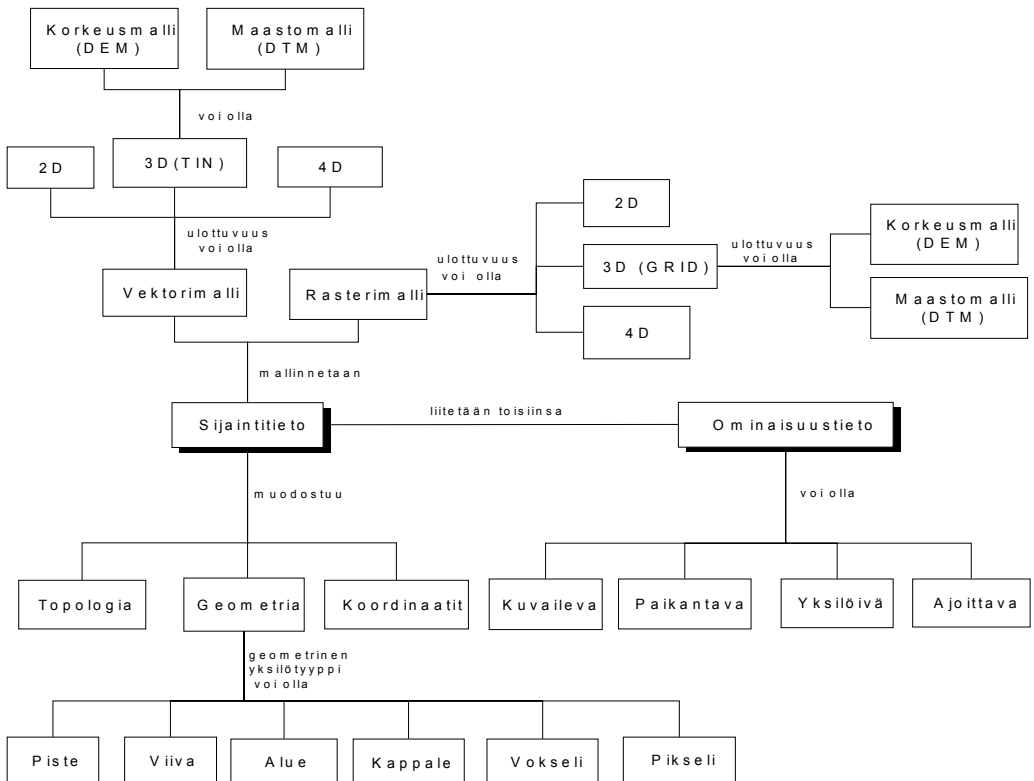 Korkeusmalli
(DEM)
Maastomalli
(DTM)
voi olla
2D
3D (TIN)
4D
ulottuvuus
voi olla
Vektorimalli
Rasterimalli
ulottuvuus
voi olla
2D
3D (GRID)
4D
ulottuvuus
voi olla
Korkeusmalli
(DEM)
Maastomalli
(DTM)
mallinnetaan
Sijaintitieto
liitetään toisiinsa
Ominaisuustieto
muodostuu
voi olla
Topologia
Geometria
Koordinaatit
Kuvaileva
Paikantava
Yksilöivä
Ajoittava
geometrinen
yksilötyyppi
voi olla
Piste
Viiva
Alue
Kappale
Vokseli
Pikseli